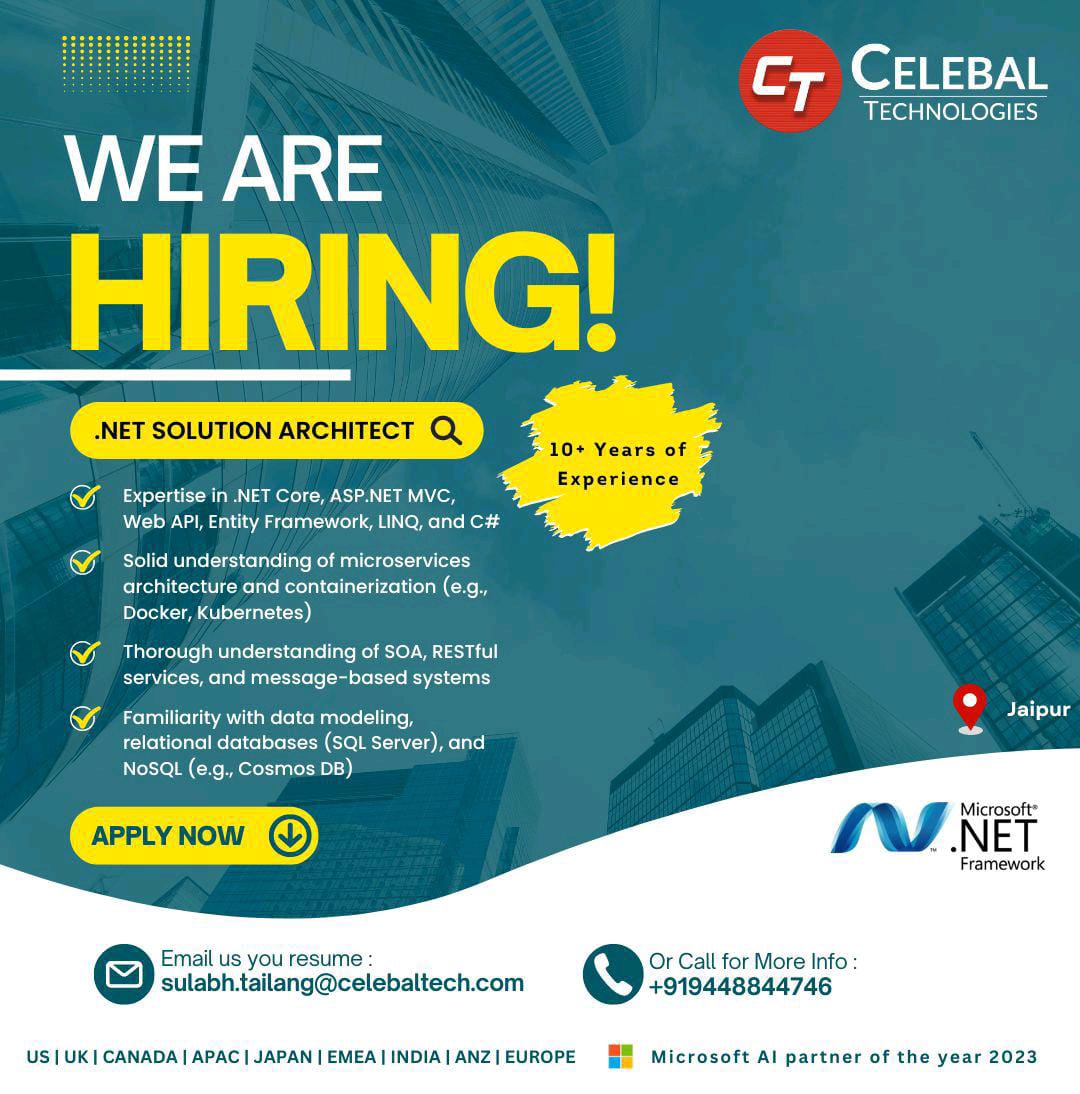 CT CELEBAL
TECHNOLOGIES
WE ARE
HIRING!
.NET SOLUTION ARCHITECT
10+ Years of
Experience
Expertise in .NET Core, ASP.NET MVC,
Web API, Entity Framework, LINQ, and C#
Solid understanding of microservices
architecture and containerization (e.g.,
Docker, Kubernetes)
Thorough understanding of SOA, RESTful
services, and message-based systems
Familiarity with data modeling,
relational databases (SQL Server), and
NoSQL (e.g., Cosmos DB)
Jaipur
APPLY NOW
Microsoft®
.NET
Framework
™
Email us you resume :
sulabh.tailang@celebaltech.com
Or Call for More Info :
+919448844746
US | UK | CANADA | APAC | JAPAN | EMEA | INDIA | ANZ | EUROPE
Microsoft AI partner of the year 2023